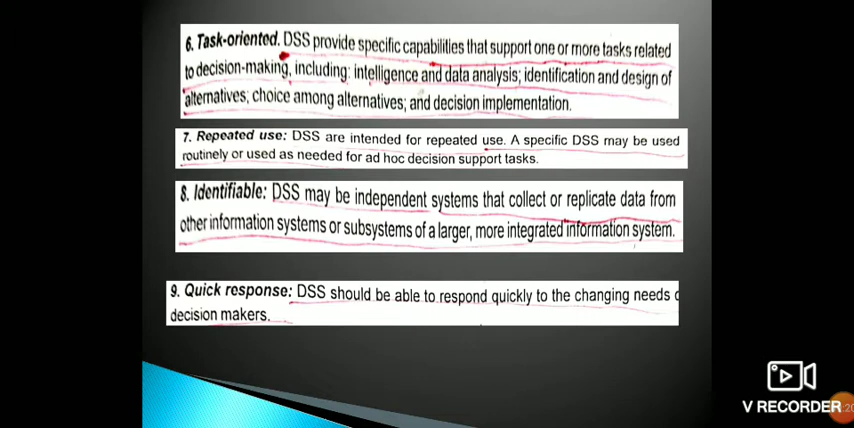 6. Task-oriented. DSS provide specific capabilities that support one or more tasks related
to decision-making, including: intelligence and data analysis; identification and design of
alternatives; choice among alternatives; and decision implementation.
7. Repeated use: DSS are intended for repeated use. A specific DSS may be used
routinely or used as needed for ad hoc decision support tasks.
8. Identifiable: DSS may be independent systems that collect or replicate data from
other information systems or subsystems of a larger, more integrated information system.
9. Quick response: DSS should be able to respond quickly to the changing needs
decision makers.
V RECORDER